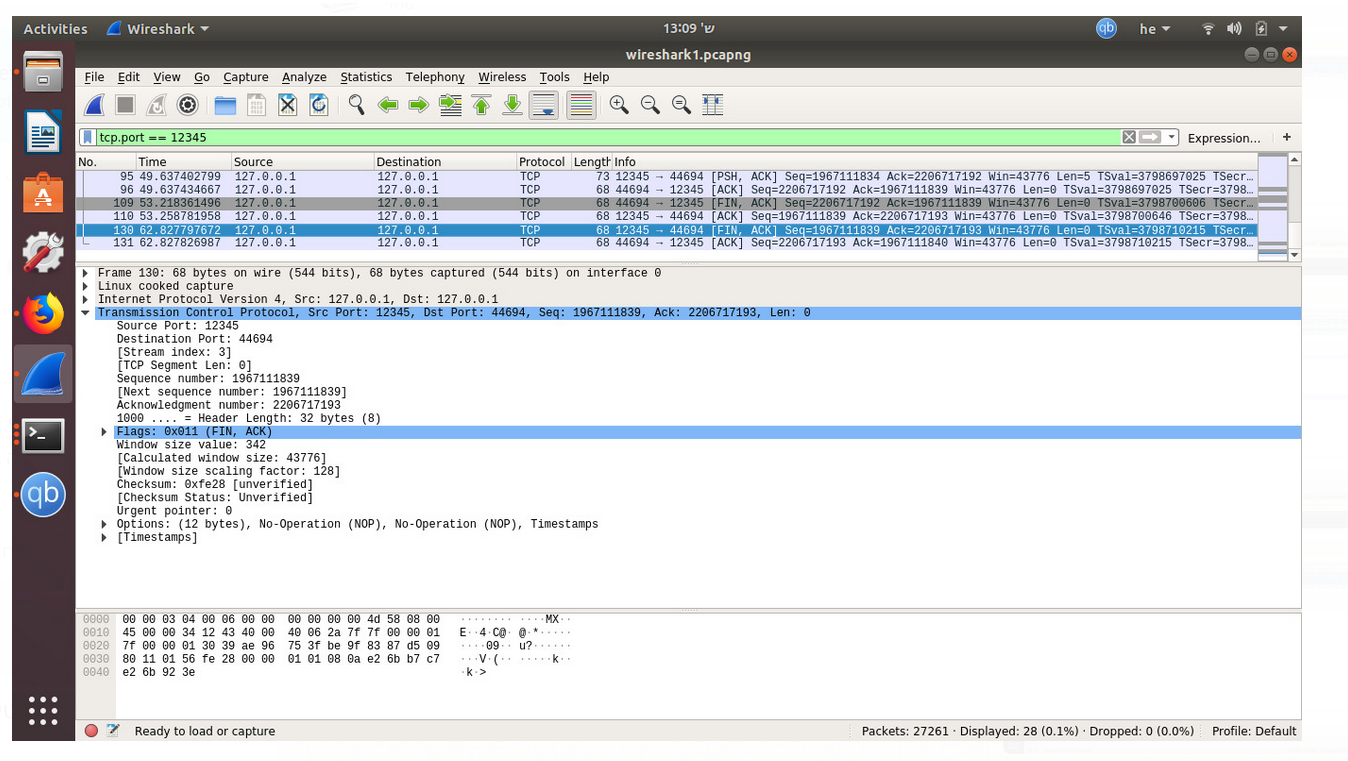 Activities Wireshark 13:09 'ש he
wireshark1.pcapng
File Edit View Go Capture Analyze Statistics Telephony Wireless Tools Help
tcp.port == 12345 Expression… +
No. Time Source Destination Protocol Length Info
95 49.637402799 127.0.0.1 127.0.0.1 TCP 73 12345 → 44694 [PSH, ACK] Seq=1967111834 Ack=2206717192 Win=43776 Len=5 TSval=3798697025 TSecr…
96 49.637434667 127.0.0.1 127.0.0.1 TCP 68 44694 → 12345 [ACK] Seq=2206717192 Ack=1967111839 Win=43776 Len=0 TSval=3798697025 TSecr=3798…
109 53.218361496 127.0.0.1 127.0.0.1 TCP 68 44694 → 12345 [FIN, ACK] Seq=2206717192 Ack=1967111839 Win=43776 Len=0 TSval=3798700606 TSecr…
110 53.258781958 127.0.0.1 127.0.0.1 TCP 68 12345 → 44694 [ACK] Seq=1967111839 Ack=2206717193 Win=43776 Len=0 TSval=3798700646 TSecr=3798…
130 62.827797672 127.0.0.1 127.0.0.1 TCP 68 12345 → 44694 [FIN, ACK] Seq=1967111839 Ack=2206717193 Win=43776 Len=0 TSval=3798710215 TSecr…
131 62.827826987 127.0.0.1 127.0.0.1 TCP 68 44694 → 12345 [ACK] Seq=2206717193 Ack=1967111840 Win=43776 Len=0 TSval=3798710215 TSecr=3798…
Frame 130: 68 bytes on wire (544 bits), 68 bytes captured (544 bits) on interface 0
Linux cooked capture
Internet Protocol Version 4, Src: 127.0.0.1, Dst: 127.0.0.1
Transmission Control Protocol, Src Port: 12345, Dst Port: 44694, Seq: 1967111839, Ack: 2206717193, Len: 0
Source Port: 12345
Destination Port: 44694
[Stream index: 3]
[TCP Segment Len: 0]
Sequence number: 1967111839
[Next sequence number: 1967111839]
Acknowledgment number: 2206717193
1000 .... = Header Length: 32 bytes (8)
Flags: 0x011 (FIN, ACK)
Window size value: 342
[Calculated window size: 43776]
[Window size scaling factor: 128]
Checksum: 0xfe28 [unverified]
[Checksum Status: Unverified]
Urgent pointer: 0
Options: (12 bytes), No-Operation (NOP), No-Operation (NOP), Timestamps
[Timestamps]
0000 00 00 03 04 00 06 00 00 00 00 00 00 4d 58 08 00 ········ ····MX··
0010 45 00 00 34 12 43 40 00 40 06 2a 7f 7f 00 00 01 E··4·C@· @·*·····
0020 7f 00 00 01 30 39 ae 96 75 3f be 9f 83 87 d5 09 ····09·· u?······
0030 80 11 01 56 fe 28 00 00 01 01 08 0a e2 6b b7 c7 ···V·(·· ·····k··
0040 e2 6b 92 3e ·k·>
Ready to load or capture Packets: 27261 · Displayed: 28 (0.1%) · Dropped: 0 (0.0%) Profile: Default
qb
qb